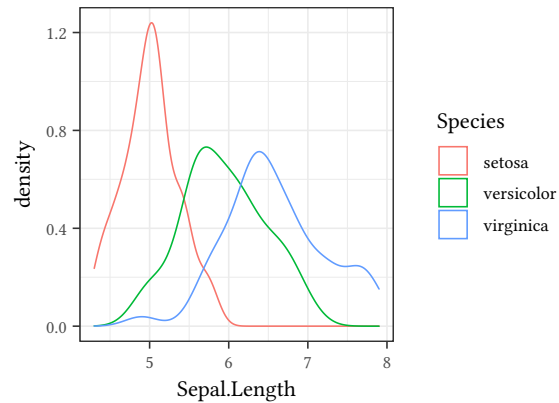 1.2
0.8
0.4
0.0
density
5 6 7 8
Sepal.Length
Species
setosa
versicolor
virginica